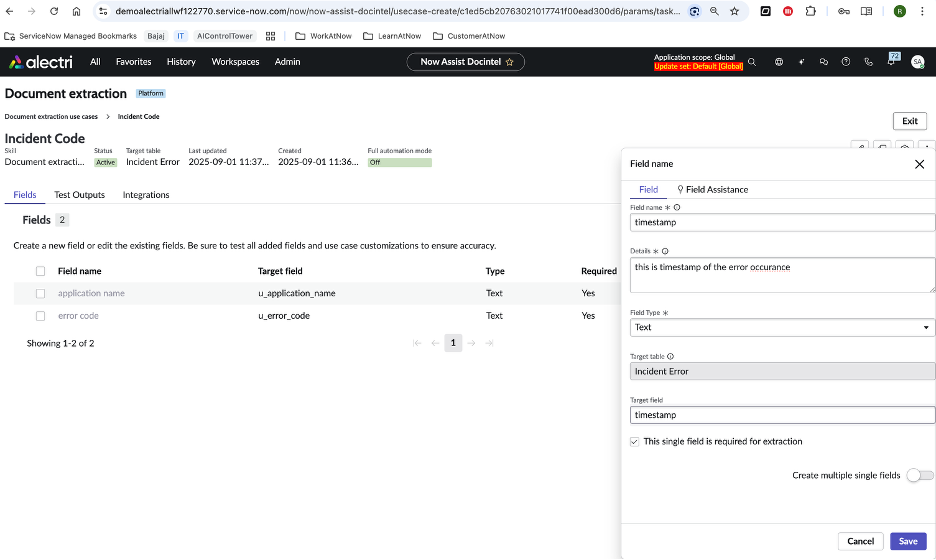 demoalectriallwf122770.service-now.com/now/now-assist-docintel/usecase-create/c1ed5cb20763021017741f00ead300d6/params/task...
R
ServiceNow Managed Bookmarks Bajaj IT AIControlTower WorkAtNow LearnAtNow CustomerAtNow
alectri All Favorites History Workspaces Admin Now Assist Docintel Application scope: Global
Update set: Default [Global]
72
SA
Document extraction Platform
Document extraction use cases > Incident Code
Exit
Incident Code
Skill Status Target table Last updated Created Full automation mode
Document extracti... Active Incident Error 2025-09-01 11:37... 2025-09-01 11:36... Off
Fields Test Outputs Integrations
Fields 2
Create a new field or edit the existing fields. Be sure to test all added fields and use case customizations to ensure accuracy.
Field name Target field Type Required
application name u_application_name Text Yes
error code u_error_code Text Yes
Showing 1-2 of 2
1
Field name
Field Field Assistance
Field name
timestamp
Details
this is timestamp of the error occurance
Field Type
Text
Target table
Incident Error
Target field
timestamp
This single field is required for extraction
Create multiple single fields
Cancel Save